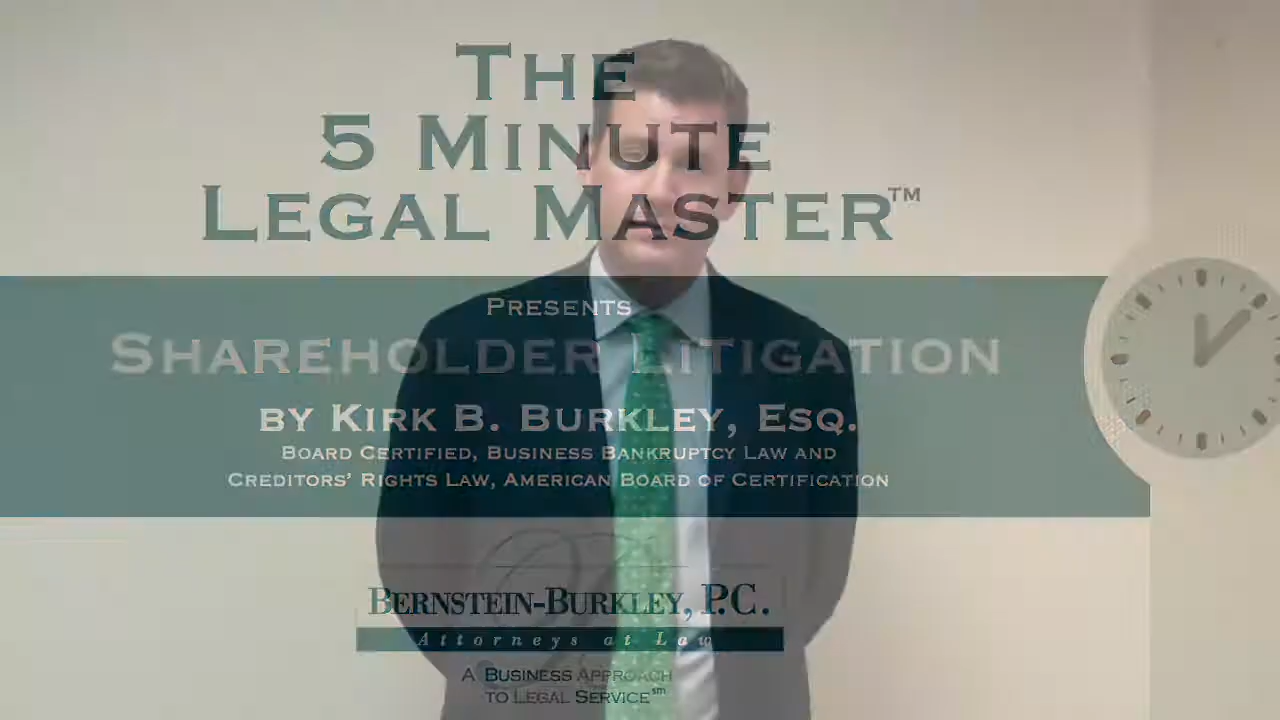 THE
5 MINUTE
LEGAL MASTER™
PRESENTS
SHAREHOLDER LITIGATION
BY KIRK B. BURKLEY, ESQ.
BOARD CERTIFIED, BUSINESS BANKRUPTCY LAW AND
CREDITORS' RIGHTS LAW, AMERICAN BOARD OF CERTIFICATION
BERNSTEIN-BURKLEY, P.C.
Attorneys at Law
A BUSINESS APPROACH
TO LEGAL SERVICE℠